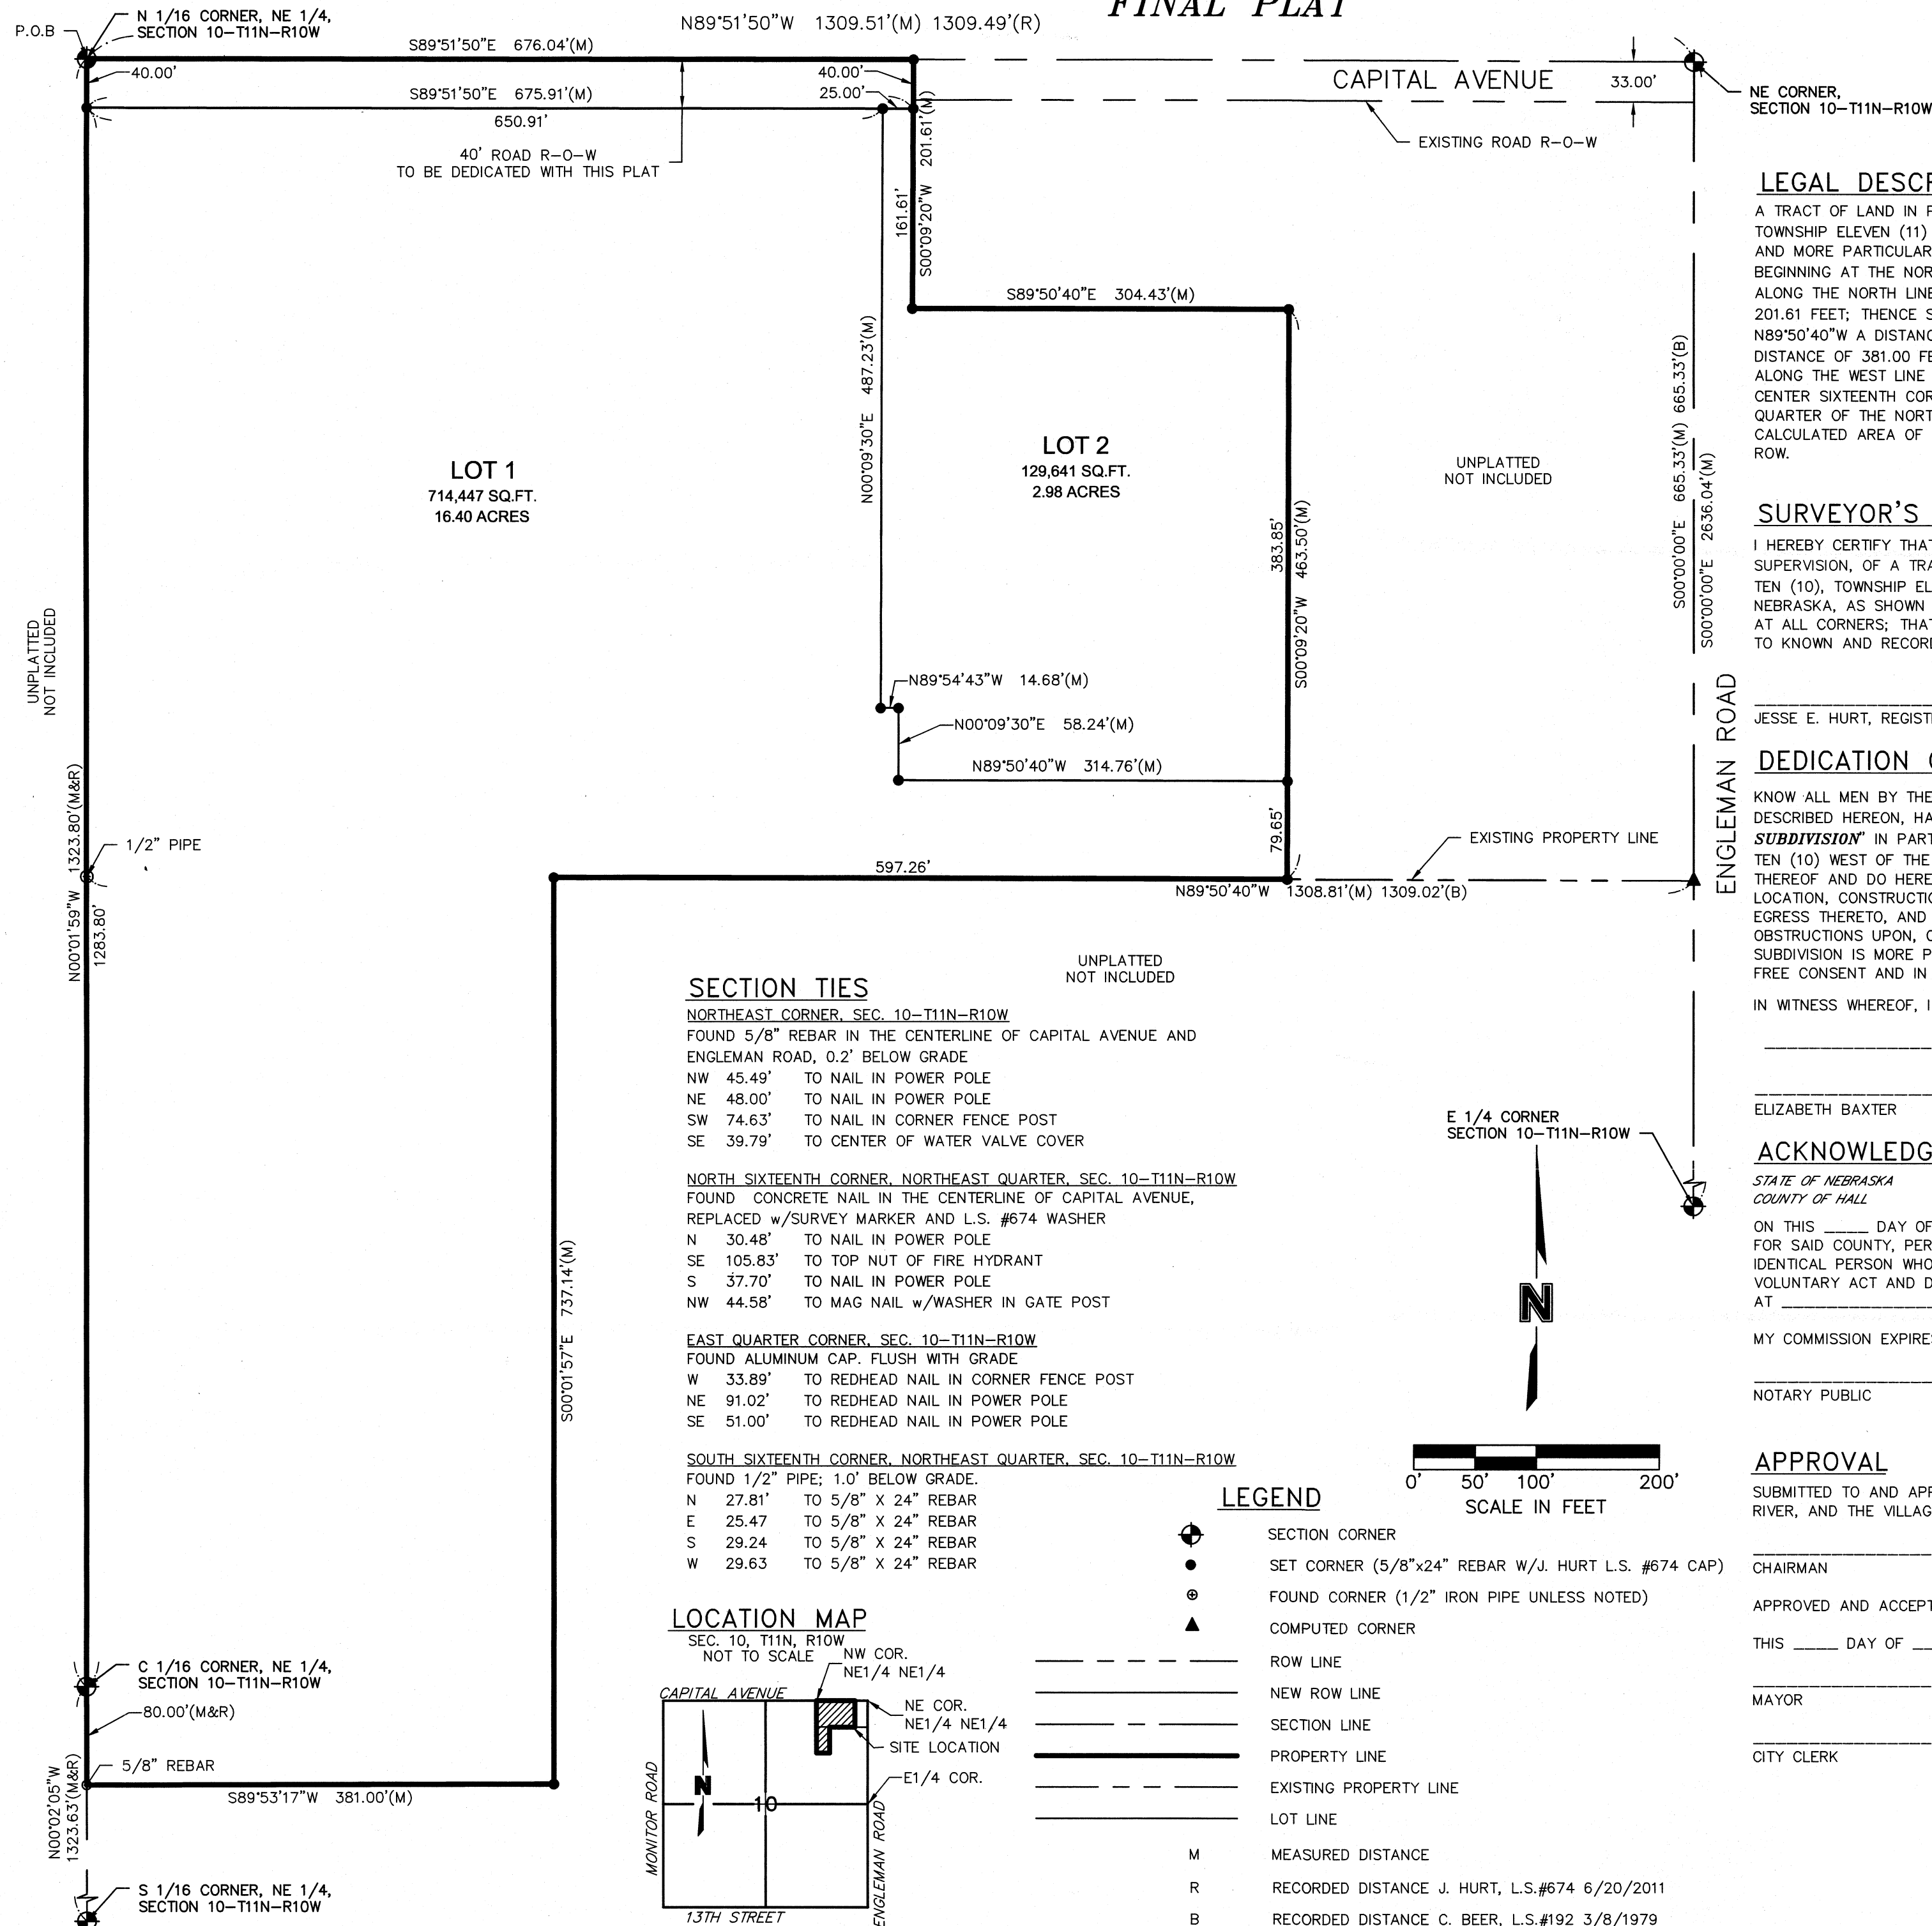 FINAL PLAT
N89°51'50"W 1309.51'(M) 1309.49'(R)
N 1/16 CORNER, NE 1/4,
SECTION 10-T11N-R10W
P.O.B
S89°51'50"E 676.04'(M)
40.00'
40.00'
S89°51'50"E 675.91'(M)
25.00'
650.91'
40' ROAD R-O-W
TO BE DEDICATED WITH THIS PLAT
CAPITAL AVENUE
33.00'
EXISTING ROAD R-O-W
NE CORNER,
SECTION 10-T11N-R10W
161.61'
S00°09'20"W 201.61'(M)
S89°50'40"E 304.43'(M)
N00°09'30"E 487.23'(M)
LOT 1
714,447 SQ.FT.
16.40 ACRES
LOT 2
129,641 SQ.FT.
2.98 ACRES
383.85'
S00°09'20"W 463.50'(M)
UNPLATTED
NOT INCLUDED
S00°00'00"E 665.33'(M) 665.33'(B)
S00°00'00"E 2636.04'(M)
ENGLEMAN ROAD
UNPLATTED
NOT INCLUDED
N89°54'43"W 14.68'(M)
N00°09'30"E 58.24'(M)
N89°50'40"W 314.76'(M)
79.65'
EXISTING PROPERTY LINE
597.26'
N89°50'40"W 1308.81'(M) 1309.02'(B)
1/2" PIPE
N00°01'59"W 1323.80'(M&R)
1283.80'
UNPLATTED
NOT INCLUDED
S00°01'57"E 737.14'(M)
C 1/16 CORNER, NE 1/4,
SECTION 10-T11N-R10W
80.00'(M&R)
5/8" REBAR
S89°53'17"W 381.00'(M)
N00°02'05"W
1323.63'(M&R)
S 1/16 CORNER, NE 1/4,
SECTION 10-T11N-R10W
SECTION TIES
NORTHEAST CORNER, SEC. 10-T11N-R10W
FOUND 5/8" REBAR IN THE CENTERLINE OF CAPITAL AVENUE AND
ENGLEMAN ROAD, 0.2' BELOW GRADE
NW 45.49' TO NAIL IN POWER POLE
NE 48.00' TO NAIL IN POWER POLE
SW 74.63' TO NAIL IN CORNER FENCE POST
SE 39.79' TO CENTER OF WATER VALVE COVER
NORTH SIXTEENTH CORNER, NORTHEAST QUARTER, SEC. 10-T11N-R10W
FOUND CONCRETE NAIL IN THE CENTERLINE OF CAPITAL AVENUE,
REPLACED w/SURVEY MARKER AND L.S. #674 WASHER
N 30.48' TO NAIL IN POWER POLE
SE 105.83' TO TOP NUT OF FIRE HYDRANT
S 37.70' TO NAIL IN POWER POLE
NW 44.58' TO MAG NAIL w/WASHER IN GATE POST
EAST QUARTER CORNER, SEC. 10-T11N-R10W
FOUND ALUMINUM CAP. FLUSH WITH GRADE
W 33.89' TO REDHEAD NAIL IN CORNER FENCE POST
NE 91.02' TO REDHEAD NAIL IN POWER POLE
SE 51.00' TO REDHEAD NAIL IN POWER POLE
SOUTH SIXTEENTH CORNER, NORTHEAST QUARTER, SEC. 10-T11N-R10W
FOUND 1/2" PIPE; 1.0' BELOW GRADE.
N 27.81' TO 5/8" X 24" REBAR
E 25.47 TO 5/8" X 24" REBAR
S 29.24 TO 5/8" X 24" REBAR
W 29.63 TO 5/8" X 24" REBAR
E 1/4 CORNER
SECTION 10-T11N-R10W
N
0' 50' 100' 200'
SCALE IN FEET
LOCATION MAP
SEC. 10, T11N, R10W
NOT TO SCALE
NW COR.
NE1/4 NE1/4
CAPITAL AVENUE
NE COR.
NE1/4 NE1/4
SITE LOCATION
E1/4 COR.
N
10
MONITOR ROAD
ENGLEMAN ROAD
13TH STREET
LEGEND
SECTION CORNER
SET CORNER (5/8"x24" REBAR W/J. HURT L.S. #674 CAP)
FOUND CORNER (1/2" IRON PIPE UNLESS NOTED)
COMPUTED CORNER
ROW LINE
NEW ROW LINE
SECTION LINE
PROPERTY LINE
EXISTING PROPERTY LINE
LOT LINE
M MEASURED DISTANCE
R RECORDED DISTANCE J. HURT, L.S.#674 6/20/2011
B RECORDED DISTANCE C. BEER, L.S.#192 3/8/1979
LEGAL DESCR
A TRACT OF LAND IN P
TOWNSHIP ELEVEN (11)
AND MORE PARTICULAR
BEGINNING AT THE NOR
ALONG THE NORTH LINE
201.61 FEET; THENCE S
N89°50'40"W A DISTANC
DISTANCE OF 381.00 FE
ALONG THE WEST LINE
CENTER SIXTEENTH COR
QUARTER OF THE NORT
CALCULATED AREA OF
ROW.
SURVEYOR'S
I HEREBY CERTIFY THAT
SUPERVISION, OF A TRA
TEN (10), TOWNSHIP EL
NEBRASKA, AS SHOWN
AT ALL CORNERS; THAT
TO KNOWN AND RECORD
JESSE E. HURT, REGIST
DEDICATION O
KNOW ALL MEN BY THE
DESCRIBED HEREON, HA
SUBDIVISION" IN PART
TEN (10) WEST OF THE
THEREOF AND DO HERE
LOCATION, CONSTRUCTIO
EGRESS THERETO, AND
OBSTRUCTIONS UPON, O
SUBDIVISION IS MORE P
FREE CONSENT AND IN
IN WITNESS WHEREOF, I
ELIZABETH BAXTER
ACKNOWLEDG
STATE OF NEBRASKA
COUNTY OF HALL
ON THIS ____ DAY OF
FOR SAID COUNTY, PER
IDENTICAL PERSON WHO
VOLUNTARY ACT AND D
AT ____
MY COMMISSION EXPIRE
NOTARY PUBLIC
APPROVAL
SUBMITTED TO AND APP
RIVER, AND THE VILLAG
CHAIRMAN
APPROVED AND ACCEPT
THIS ____ DAY OF __
MAYOR
CITY CLERK